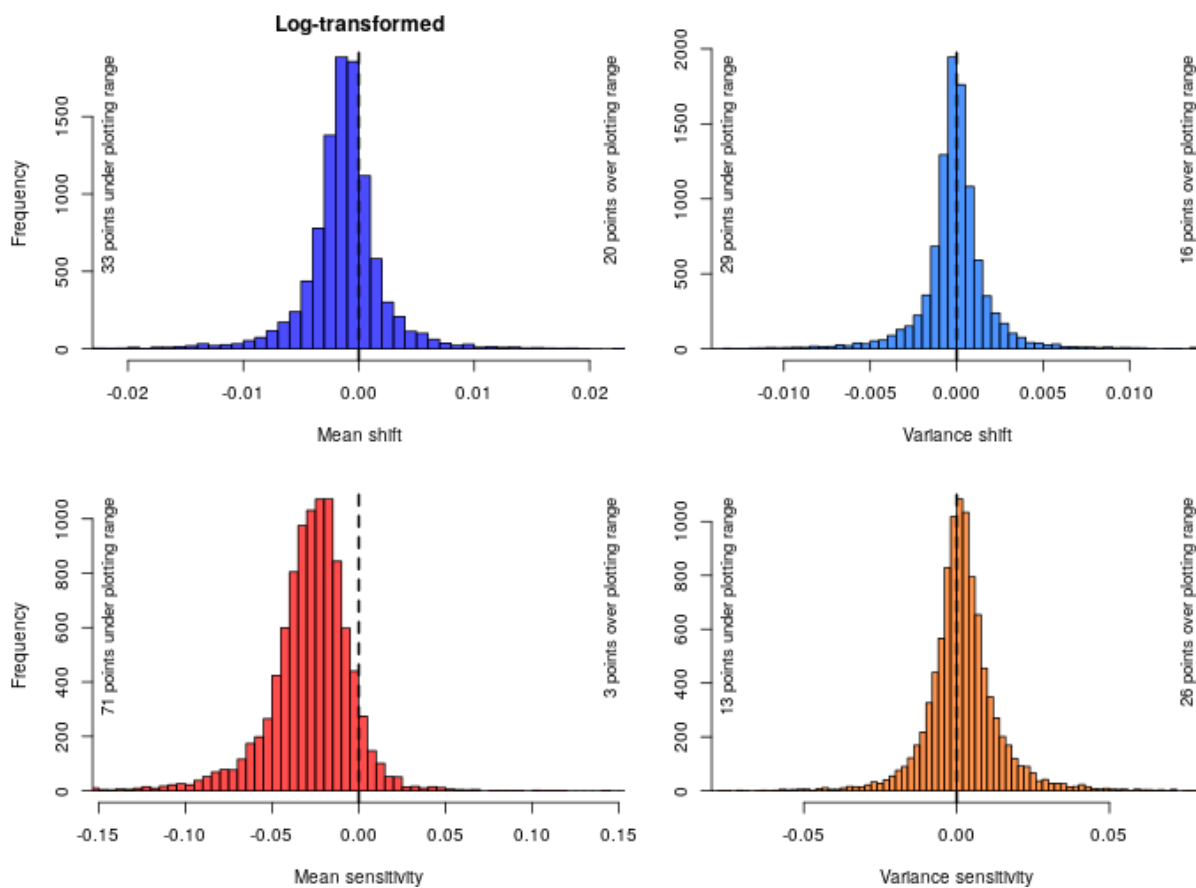 Log-transformed
Frequency
0
500
1000
1500
33 points under plotting range
20 points over plotting range
-0.02
-0.01
0.00
0.01
0.02
Mean shift
0
500
1000
1500
2000
29 points under plotting range
16 points over plotting range
-0.010
-0.005
0.000
0.005
0.010
Variance shift
Frequency
0
200
400
600
800
1000
71 points under plotting range
3 points over plotting range
-0.15
-0.10
-0.05
0.00
0.05
0.10
0.15
Mean sensitivity
0
200
400
600
800
1000
13 points under plotting range
26 points over plotting range
-0.05
0.00
0.05
Variance sensitivity